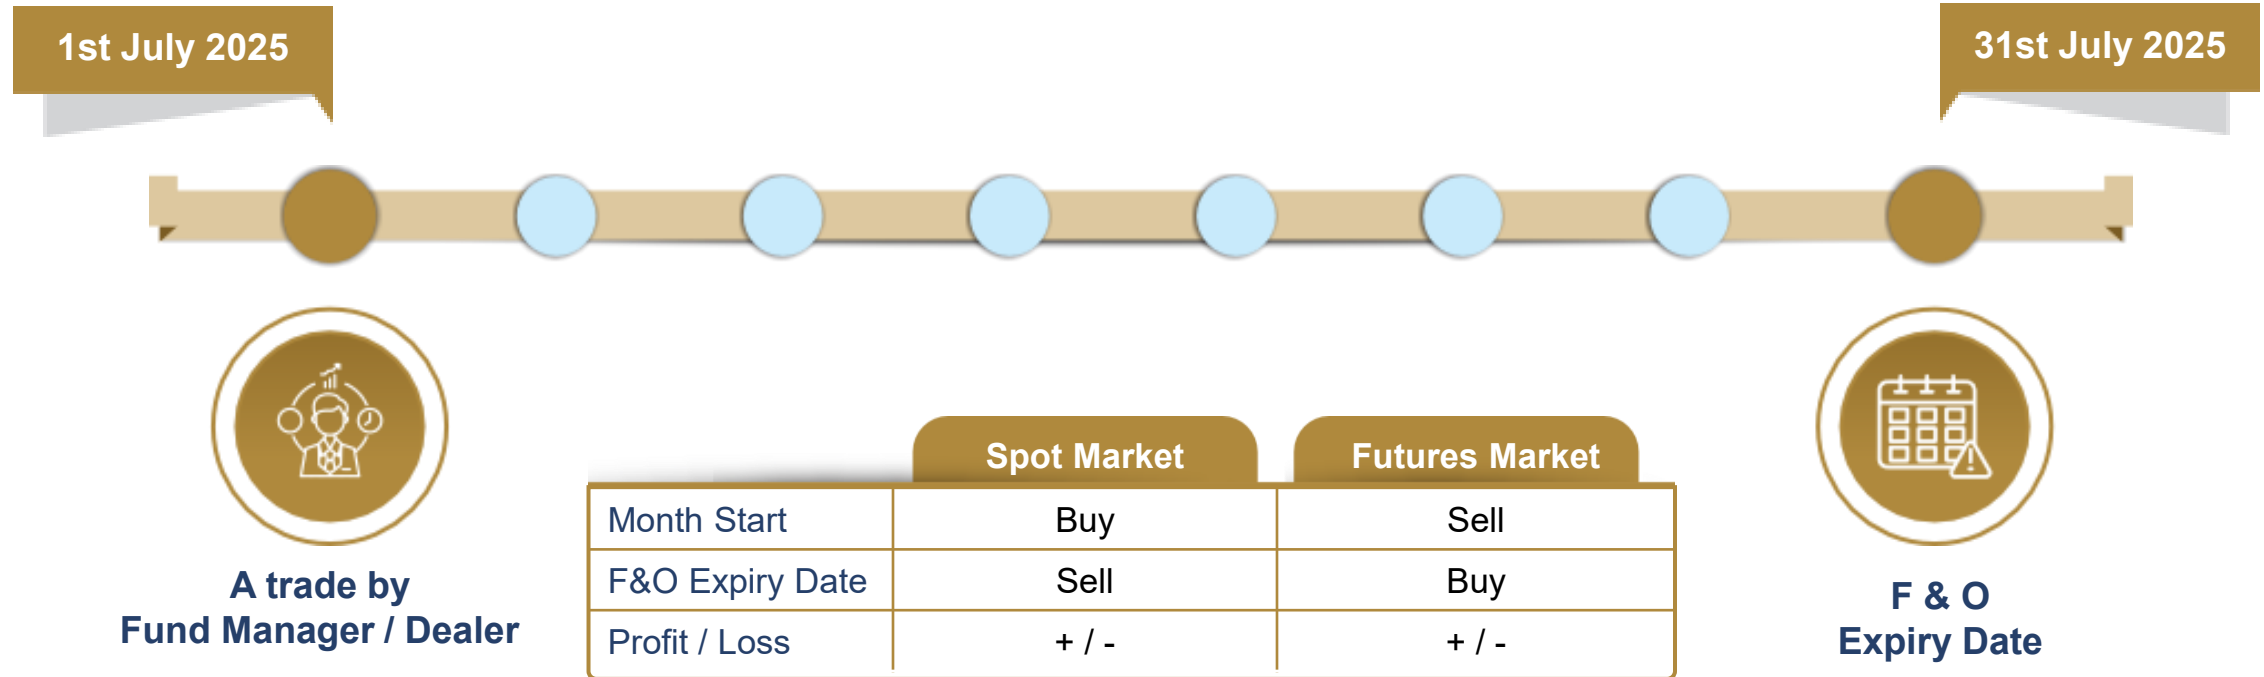 1st July 2025
31st July 2025
A trade by
Fund Manager / Dealer
Spot Market Futures Market
Month Start Buy Sell
F&O Expiry Date Sell Buy
Profit / Loss + / - + / -
F & O
Expiry Date